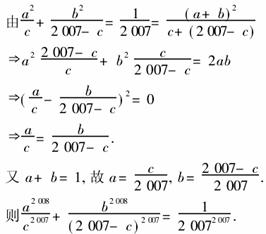 由a²/c + b²/(2 007- c) = 1/2007 = (a+ b)²/(c+ (2 007- c))
⇒a² (2 007- c)/c + b² c/(2 007- c) = 2ab
⇒(a/c - b/(2 007- c))² = 0
⇒a/c = b/(2 007- c).
又 a+ b= 1, 故 a= c/2 007, b= (2 007- c)/2 007.
则a^2 008/c^2 007 + b^2 008/(2 007- c)^2 007 = 1/2 007^2 007.